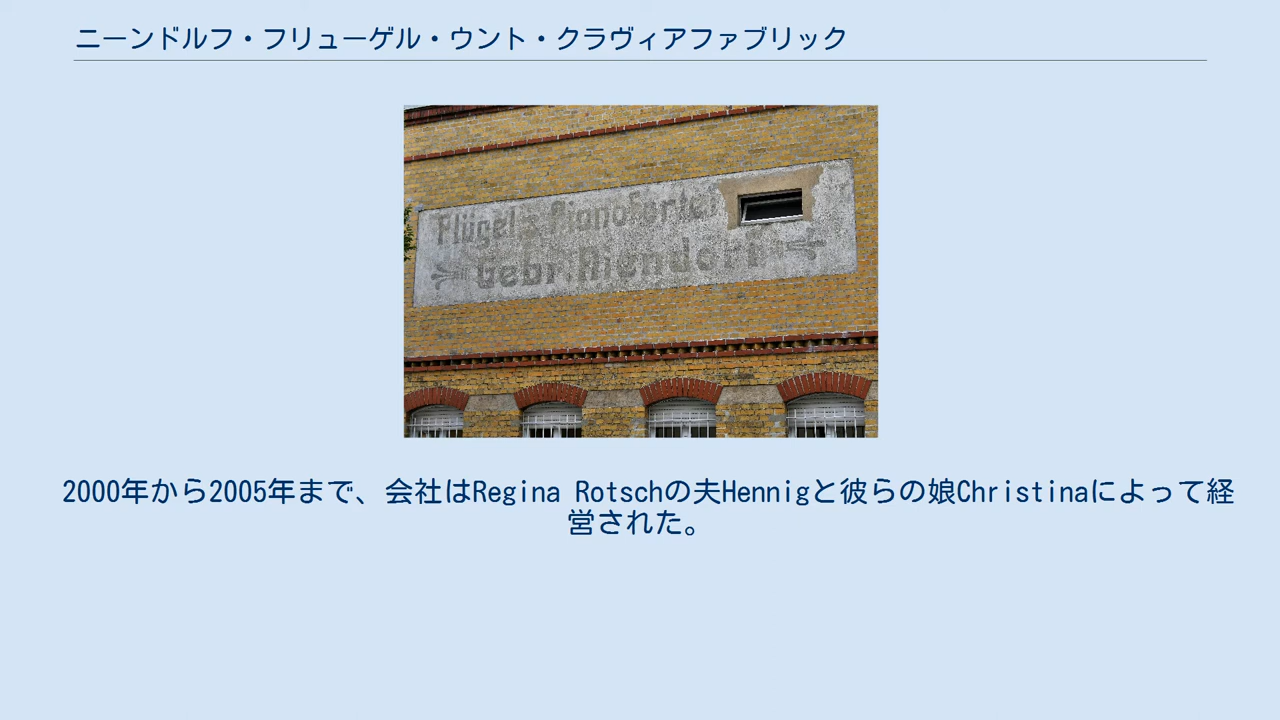 ニーンドルフ・フリューゲル・ウント・クラヴィアファブリック
Flügel & Pianoforte
Gebr. Niendorf
2000年から2005年まで、会社はRegina Rotschの夫Hennigと彼らの娘Christinaによって経
営された。